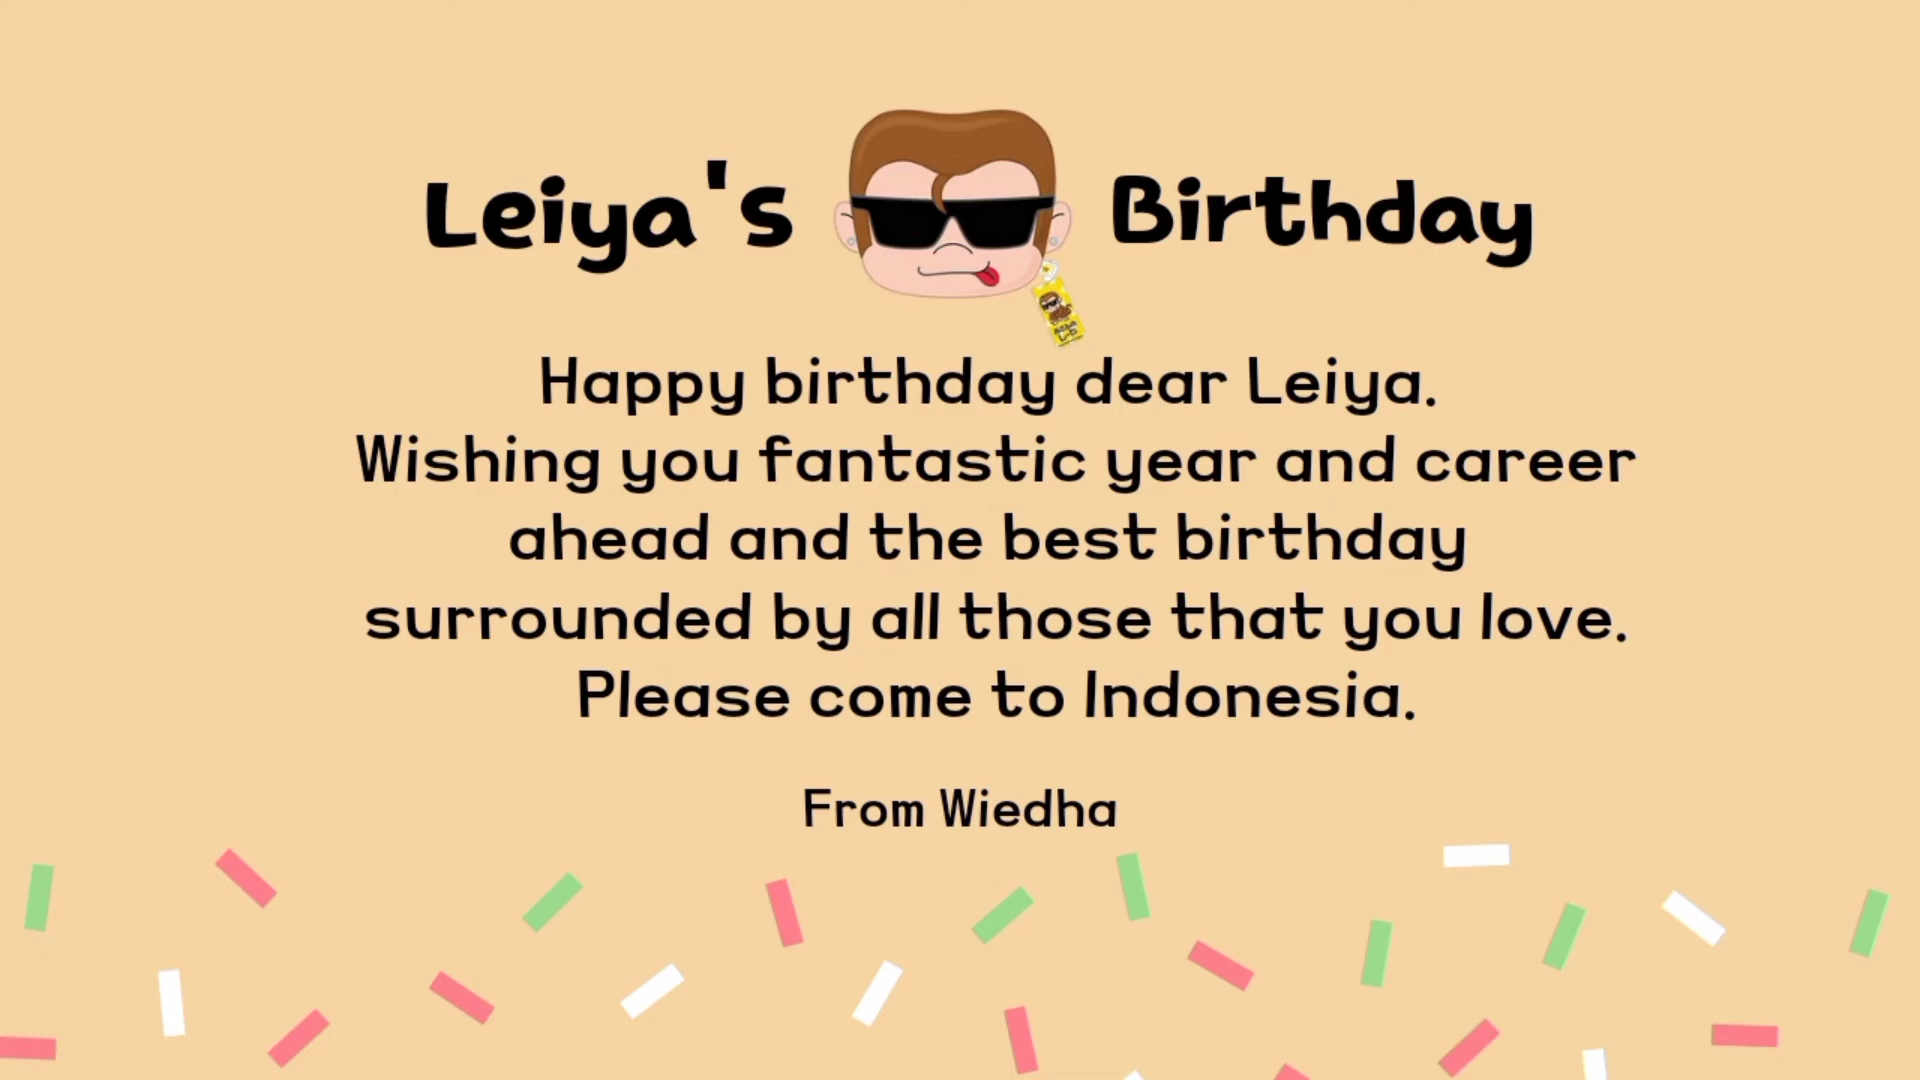 Leiya's Birthday
Happy birthday dear Leiya.
Wishing you fantastic year and career
ahead and the best birthday
surrounded by all those that you love.
Please come to Indonesia.
From Wiedha